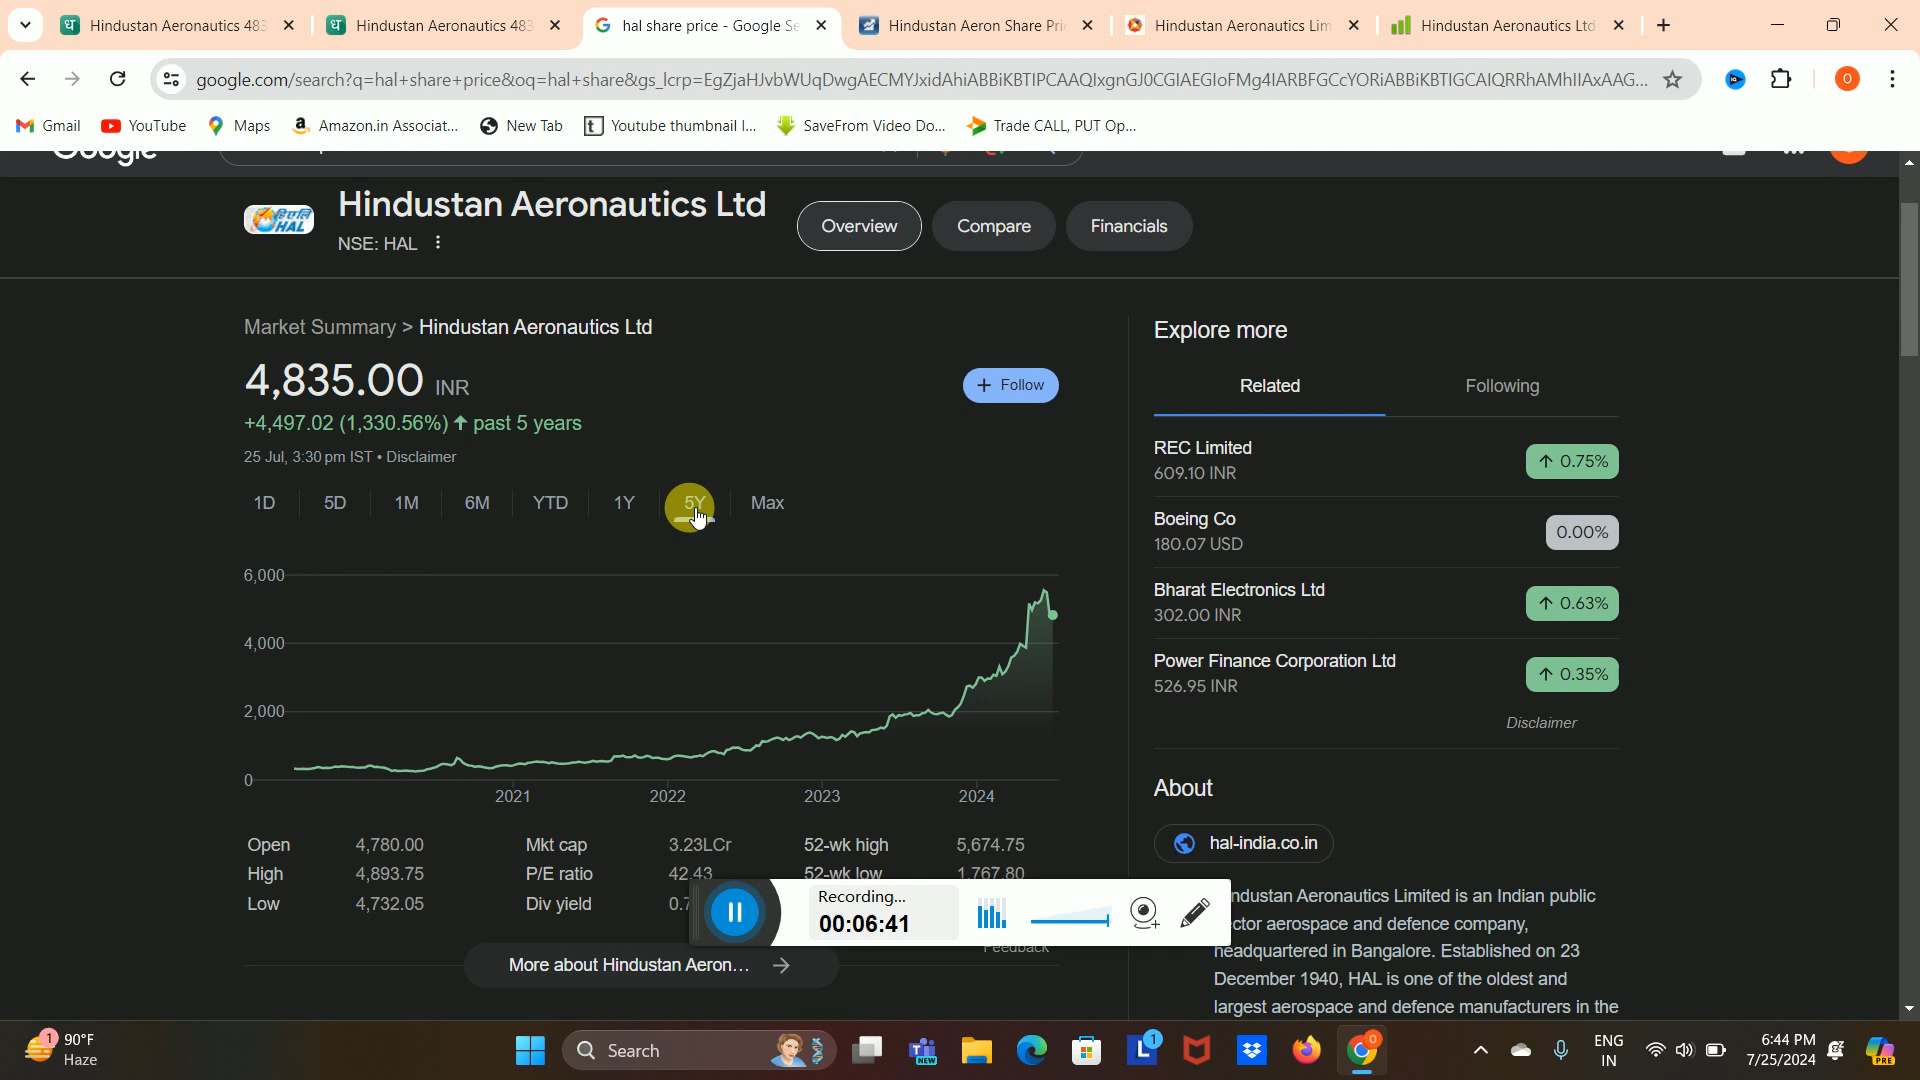 Hindustan Aeronautics 483
Hindustan Aeronautics 483
hal share price - Google Se
Hindustan Aeron Share Pri
Hindustan Aeronautics Lim
Hindustan Aeronautics Ltd
google.com/search?q=hal+share+price&oq=hal+share&gs_lcrp=EgZjaHJvbWUqDwgAECMYJxidAhiABBiKBTIPCAAQIxgnGJ0CGIAEGIoFMg4IARBFGCcYORiABBiKBTIGCAIQRRhAMhIIAxAAG...
O
Gmail
YouTube
Maps
Amazon.in Associat...
New Tab
Youtube thumbnail I...
SaveFrom Video Do...
Trade CALL, PUT Op...
Google
HAL
Hindustan Aeronautics Ltd
NSE: HAL
Overview
Compare
Financials
Market Summary > Hindustan Aeronautics Ltd
4,835.00 INR
+ Follow
+4,497.02 (1,330.56%) ↑ past 5 years
25 Jul, 3:30 pm IST • Disclaimer
1D 5D 1M 6M YTD 1Y 5Y Max
6,000
4,000
2,000
0
2021 2022 2023 2024
Open 4,780.00 Mkt cap 3.23LCr 52-wk high 5,674.75
High 4,893.75 P/E ratio 42.43 52-wk low 1,767.80
Low 4,732.05 Div yield 0.7
Recording...
00:06:41
Feedback
More about Hindustan Aeron... →
Explore more
Related Following
REC Limited
609.10 INR
↑ 0.75%
Boeing Co
180.07 USD
0.00%
Bharat Electronics Ltd
302.00 INR
↑ 0.63%
Power Finance Corporation Ltd
526.95 INR
↑ 0.35%
Disclaimer
About
hal-india.co.in
ndustan Aeronautics Limited is an Indian public
ctor aerospace and defence company,
headquartered in Bangalore. Established on 23
December 1940, HAL is one of the oldest and
largest aerospace and defence manufacturers in the
1
90°F
Haze
Search
NEW
1
ENG
IN
6:44 PM
7/25/2024
PRE